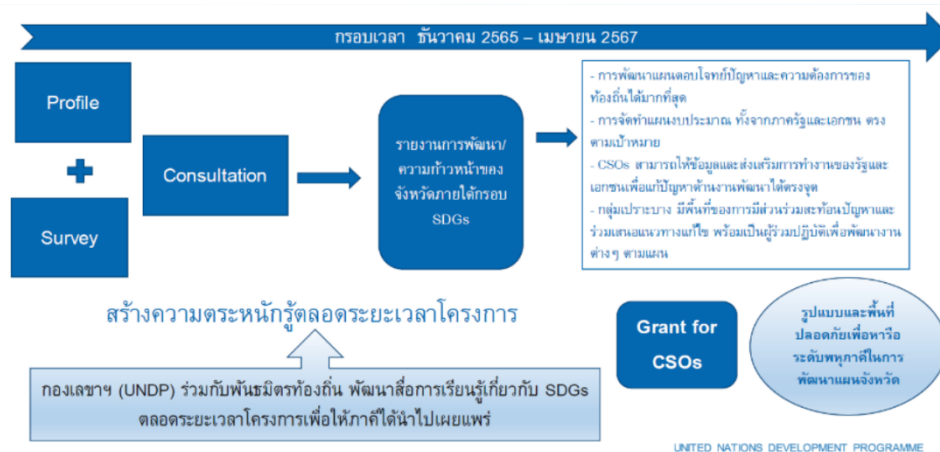 กรอบเวลา ธันวาคม 2565 – เมษายน 2567
Profile
Survey
Consultation
รายงานการพัฒนา/
ความก้าวหน้าของ
จังหวัดภายใต้กรอบ
SDGs
- การพัฒนาแผนตอบโจทย์ปัญหาและความต้องการของ
ท้องถิ่นได้มากที่สุด
- การจัดทำแผนงบประมาณ ทั้งจากภาครัฐและเอกชน ตรง
ตามเป้าหมาย
- CSOs สามารถให้ข้อมูลและส่งเสริมการทำงานของรัฐและ
เอกชนเพื่อแก้ปัญหาด้านงานพัฒนาได้ตรงจุด
- กลุ่มเปราะบาง มีพื้นที่ของการมีส่วนร่วมสะท้อนปัญหาและ
ร่วมเสนอแนวทางแก้ไข พร้อมเป็นผู้ร่วมปฏิบัติเพื่อพัฒนางาน
ต่างๆ ตามแผน
สร้างความตระหนักรู้ตลอดระยะเวลาโครงการ
กองเลขาฯ (UNDP) ร่วมกับพันธมิตรท้องถิ่น พัฒนาสื่อการเรียนรู้เกี่ยวกับ SDGs
ตลอดระยะเวลาโครงการเพื่อให้ภาคีได้นำไปเผยแพร่
Grant for
CSOs
รูปแบบและพื้นที่
ปลอดภัยเพื่อหารือ
ระดับพหุภาคีในการ
พัฒนาแผนจังหวัด
UNITED NATIONS DEVELOPMENT PROGRAMME